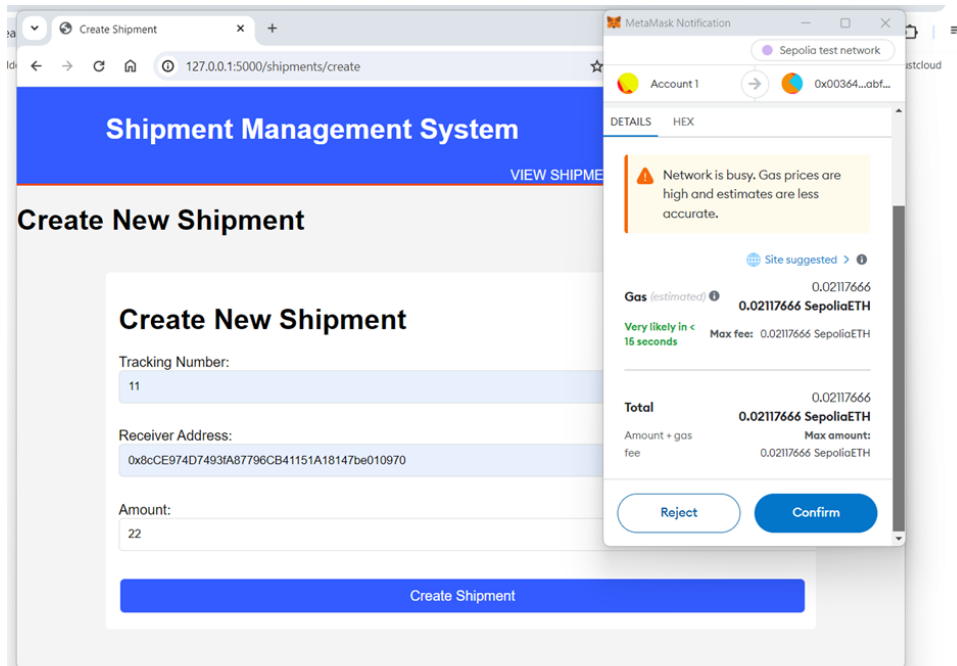 Create Shipment
127.0.0.1:5000/shipments/create
Shipment Management System
VIEW SHIPME
Create New Shipment
Create New Shipment
Tracking Number:
11
Receiver Address:
0x8cCE974D7493fA87796CB41151A18147be010970
Amount:
22
Create Shipment
MetaMask Notification
Sepolia test network
Account 1
0x00364...abf...
DETAILS HEX
Network is busy. Gas prices are
high and estimates are less
accurate.
Site suggested >
0.02117666
Gas (estimated)
0.02117666 SepoliaETH
Very likely in <
15 seconds
Max fee: 0.02117666 SepoliaETH
0.02117666
Total
0.02117666 SepoliaETH
Amount + gas
fee
Max amount:
0.02117666 SepoliaETH
Reject
Confirm
ustcloud